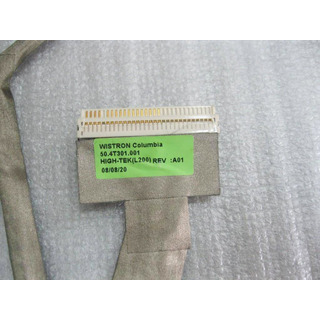 WISTRON Columbia
50.4T301.001
HIGH-TEK(L200) REV :A01
08/08/20